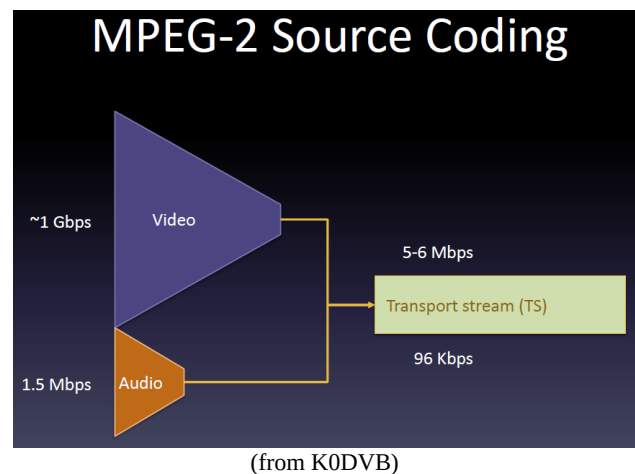 MPEG-2 Source Coding
~1 Gbps
Video
5-6 Mbps
Transport stream (TS)
96 Kbps
1.5 Mbps
Audio
(from K0DVB)